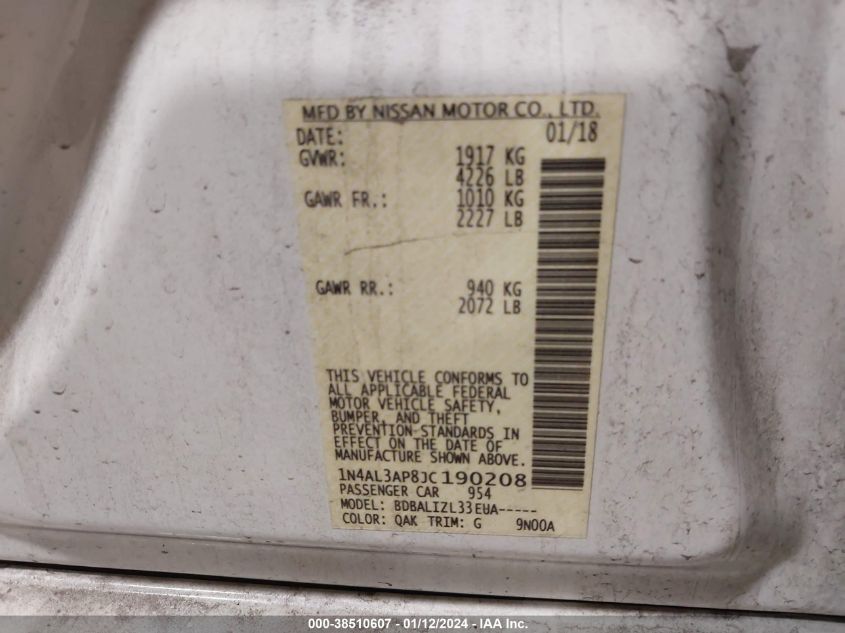 MFD BY NISSAN MOTOR CO., LTD.
DATE: 01/18
GVWR: 1917 KG
4226 LB
GAWR FR.: 1010 KG
2227 LB
GAWR RR.: 940 KG
2072 LB
THIS VEHICLE CONFORMS TO
ALL APPLICABLE FEDERAL
MOTOR VEHICLE SAFETY,
BUMPER, AND THEFT
PREVENTION STANDARDS IN
EFFECT ON THE DATE OF
MANUFACTURE SHOWN ABOVE.
1N4AL3AP8JC190208
PASSENGER CAR 954
MODEL: BDBALIZL33EUA-----
COLOR: QAK TRIM: G 9N00A
000-38510607 - 01/12/2024 - IAA Inc.